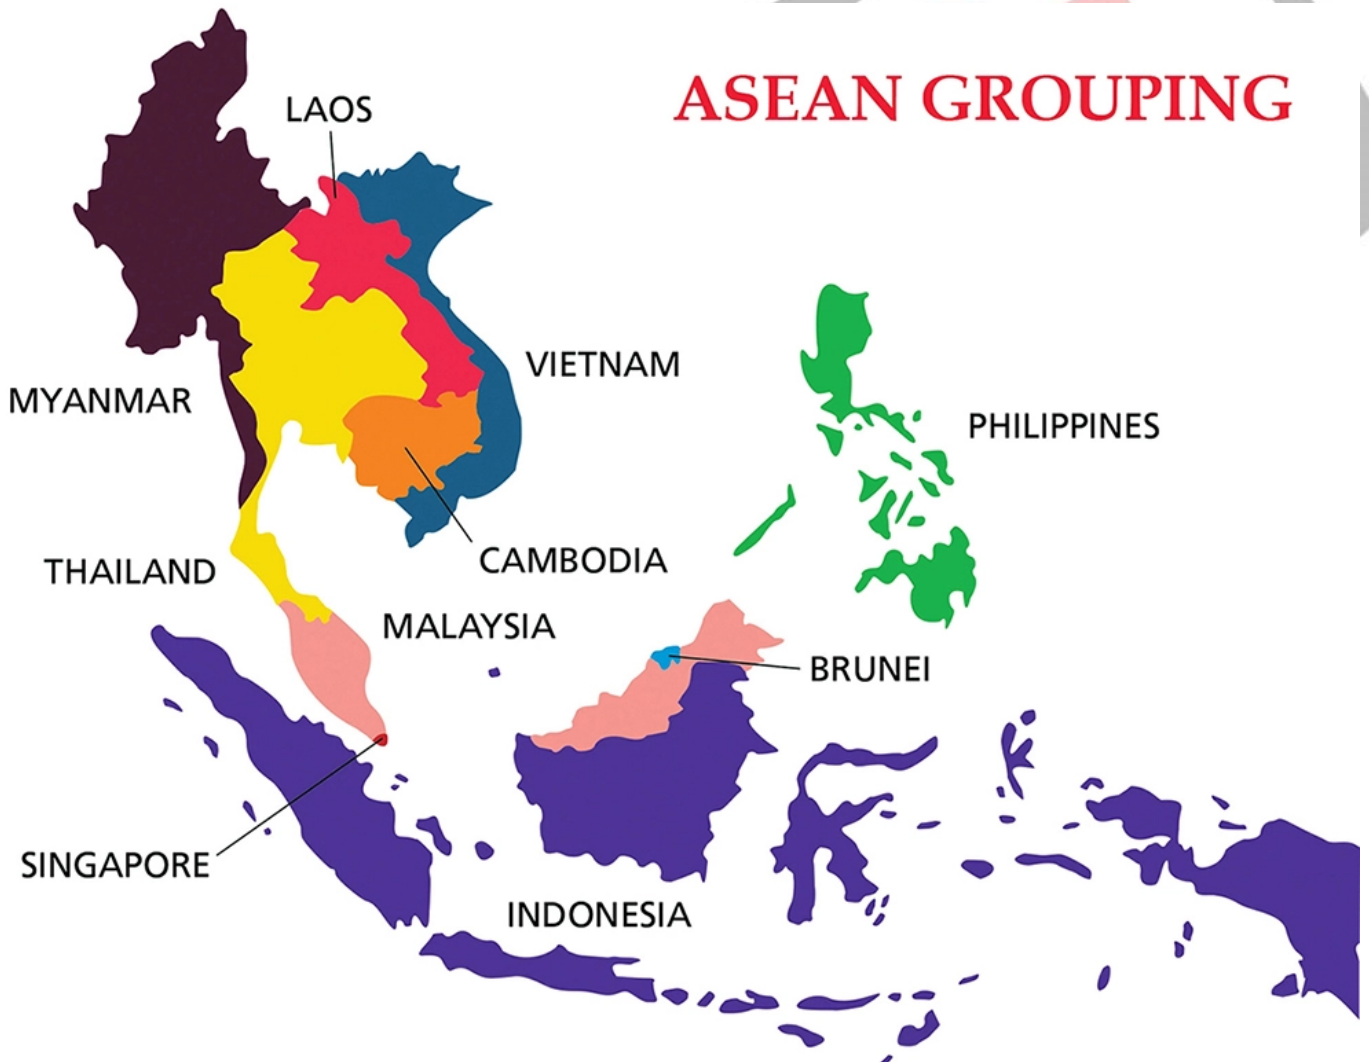 ASEAN GROUPING
LAOS
VIETNAM
MYANMAR
PHILIPPINES
CAMBODIA
THAILAND
MALAYSIA
BRUNEI
SINGAPORE
INDONESIA